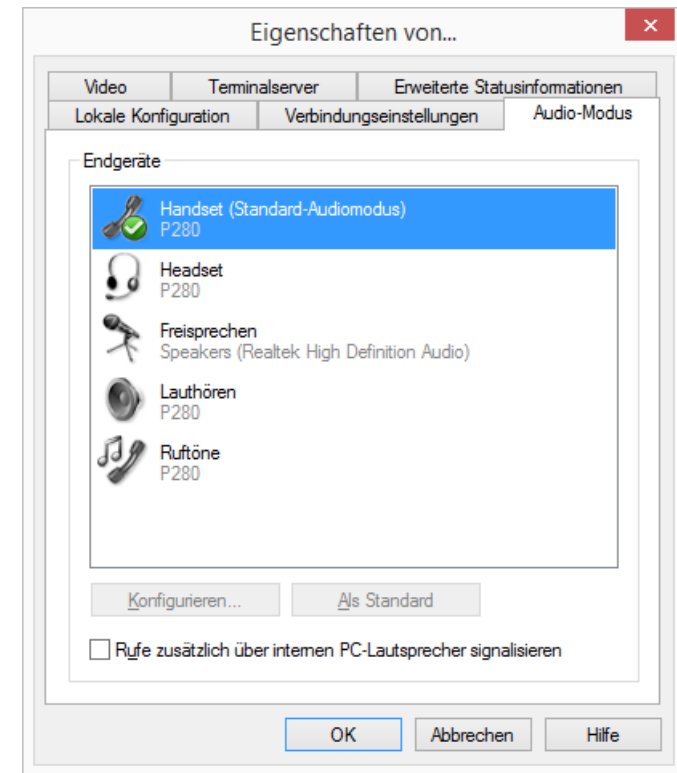 Eigenschaften von...
Video
Terminalserver
Erweiterte Statusinformationen
Lokale Konfiguration
Verbindungseinstellungen
Audio-Modus
Endgeräte
Handset (Standard-Audiomodus)
P280
Headset
P280
Freisprechen
Speakers (Realtek High Definition Audio)
Lauthören
P280
Ruftöne
P280
Konfigurieren...
Als Standard
Rufe zusätzlich über internen PC-Lautsprecher signalisieren
OK
Abbrechen
Hilfe